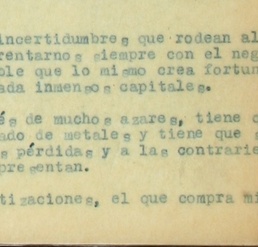 incertidumbres que rodean al
rentarnos siempre con el neg
ble que lo mismo crea fortun
ada inmensos capitales.
és de muchos azares, tiene q
ado de metales y tiene que s
s pérdidas y a las contrarie
presentan.
tizaciones, el que compra mi